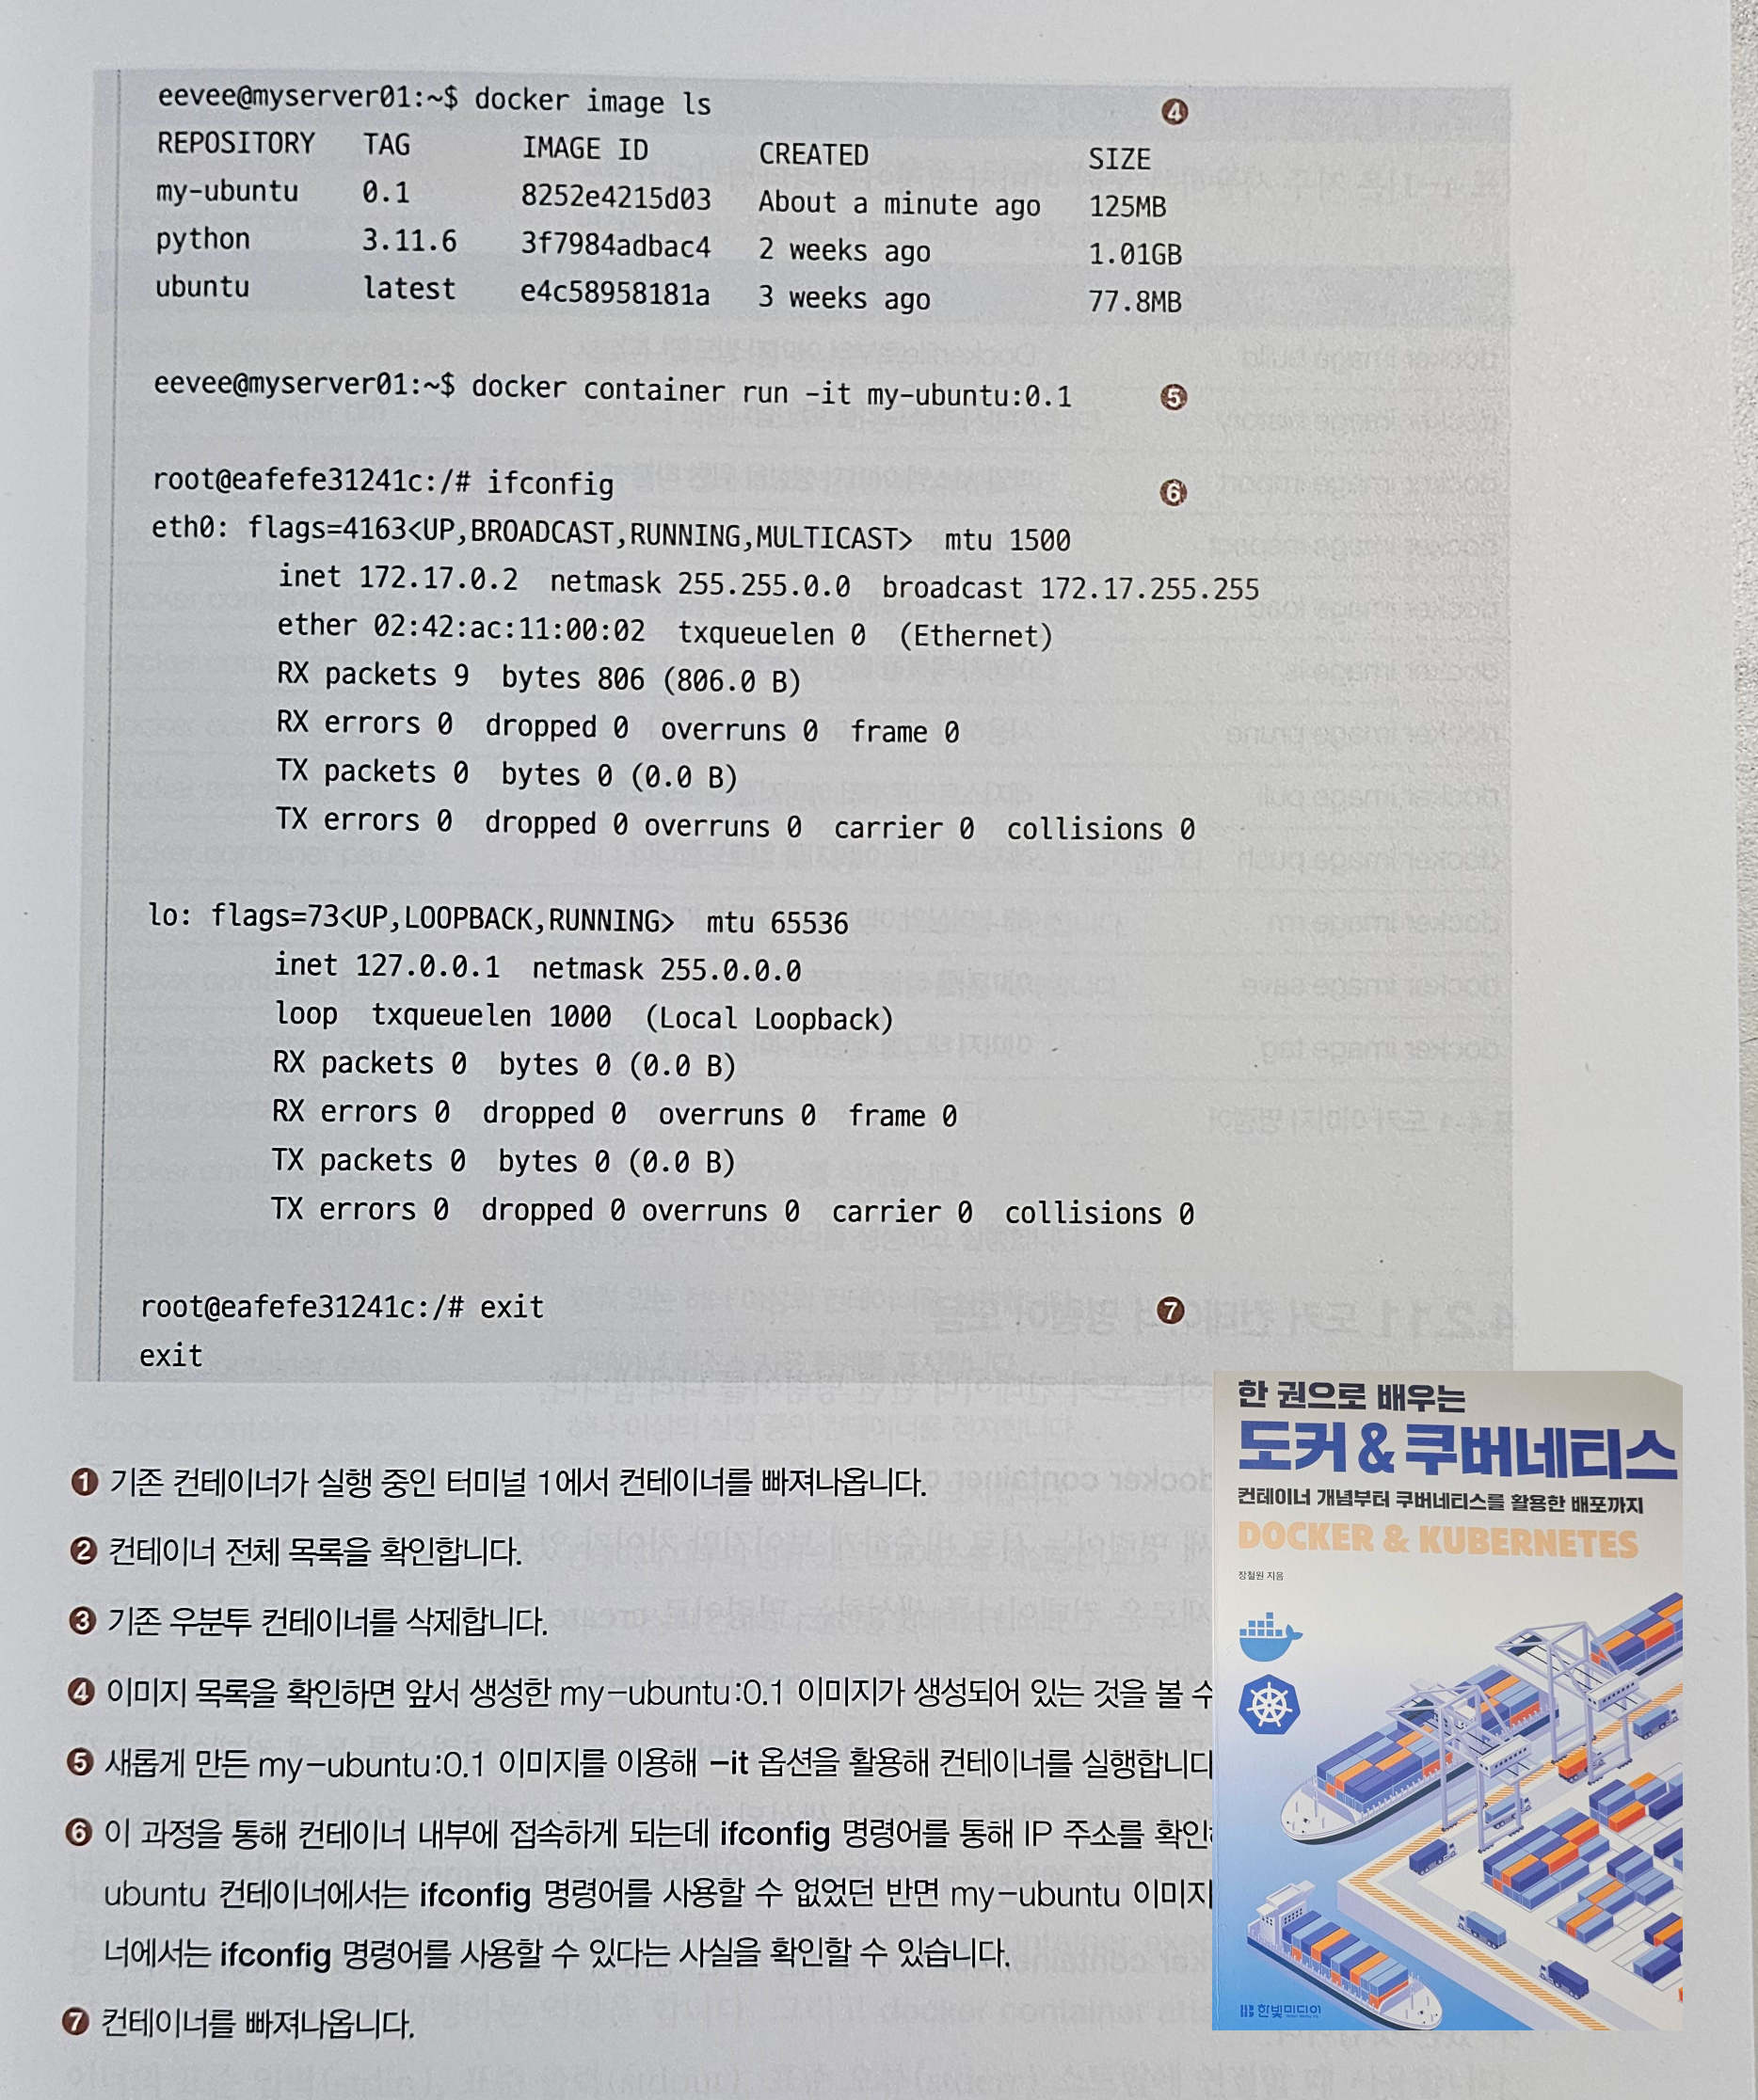 eevee@myserver01:~$ docker image ls ❹
REPOSITORY TAG IMAGE ID CREATED SIZE
my-ubuntu 0.1 8252e4215d03 About a minute ago 125MB
python 3.11.6 3f7984adbac4 2 weeks ago 1.01GB
ubuntu latest e4c58958181a 3 weeks ago 77.8MB
eevee@myserver01:~$ docker container run -it my-ubuntu:0.1 ❺
root@eafefe31241c:/# ifconfig ❻
eth0: flags=4163<UP,BROADCAST,RUNNING,MULTICAST> mtu 1500
inet 172.17.0.2 netmask 255.255.0.0 broadcast 172.17.255.255
ether 02:42:ac:11:00:02 txqueuelen 0 (Ethernet)
RX packets 9 bytes 806 (806.0 B)
RX errors 0 dropped 0 overruns 0 frame 0
TX packets 0 bytes 0 (0.0 B)
TX errors 0 dropped 0 overruns 0 carrier 0 collisions 0
lo: flags=73<UP,LOOPBACK,RUNNING> mtu 65536
inet 127.0.0.1 netmask 255.0.0.0
loop txqueuelen 1000 (Local Loopback)
RX packets 0 bytes 0 (0.0 B)
RX errors 0 dropped 0 overruns 0 frame 0
TX packets 0 bytes 0 (0.0 B)
TX errors 0 dropped 0 overruns 0 carrier 0 collisions 0
root@eafefe31241c:/# exit ❼
exit
❶ 기존 컨테이너가 실행 중인 터미널 1에서 컨테이너를 빠져나옵니다.
❷ 컨테이너 전체 목록을 확인합니다.
❸ 기존 우분투 컨테이너를 삭제합니다.
❹ 이미지 목록을 확인하면 앞서 생성한 my-ubuntu:0.1 이미지가 생성되어 있는 것을 볼 수
❺ 새롭게 만든 my-ubuntu:0.1 이미지를 이용해 -it 옵션을 활용해 컨테이너를 실행합니다
❻ 이 과정을 통해 컨테이너 내부에 접속하게 되는데 ifconfig 명령어를 통해 IP 주소를 확인
ubuntu 컨테이너에서는 ifconfig 명령어를 사용할 수 없었던 반면 my-ubuntu 이미지
너에서는 ifconfig 명령어를 사용할 수 있다는 사실을 확인할 수 있습니다.
❼ 컨테이너를 빠져나옵니다.
한 권으로 배우는
도커 & 쿠버네티스
컨테이너 개념부터 쿠버네티스를 활용한 배포까지
DOCKER & KUBERNETES
장철원 지음
한빛미디어